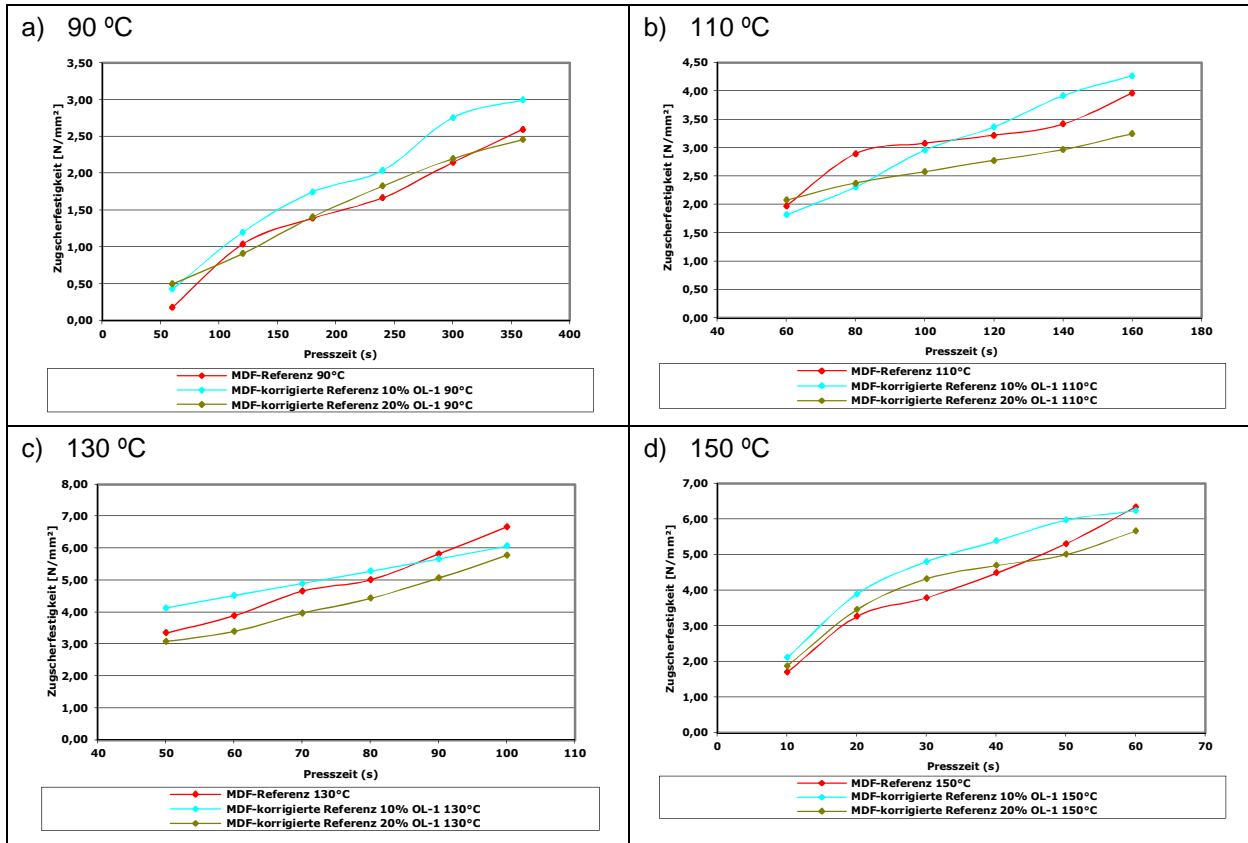 a) 90 ºC
3,50
3,00
2,50
2,00
1,50
1,00
0,50
0,00
0 50 100 150 200 250 300 350 400
Zugscherfestigkeit [N/mm²]
Presszeit (s)
MDF-Referenz 90°C
MDF-korrigierte Referenz 10% OL-1 90°C
MDF-korrigierte Referenz 20% OL-1 90°C
b) 110 ºC
4,50
4,00
3,50
3,00
2,50
2,00
1,50
1,00
0,50
0,00
40 60 80 100 120 140 160 180
Zugscherfestigkeit [N/mm²]
Presszeit (s)
MDF-Referenz 110°C
MDF-korrigierte Referenz 10% OL-1 110°C
MDF-korrigierte Referenz 20% OL-1 110°C
c) 130 ºC
8,00
7,00
6,00
5,00
4,00
3,00
2,00
1,00
0,00
40 50 60 70 80 90 100 110
Zugscherfestigkeit [N/mm²]
Presszeit (s)
MDF-Referenz 130°C
MDF-korrigierte Referenz 10% OL-1 130°C
MDF-korrigierte Referenz 20% OL-1 130°C
d) 150 ºC
7,00
6,00
5,00
4,00
3,00
2,00
1,00
0,00
0 10 20 30 40 50 60 70
Zugscherfestigkeit [N/mm²]
Presszeit (s)
MDF-Referenz 150°C
MDF-korrigierte Referenz 10% OL-1 150°C
MDF-korrigierte Referenz 20% OL-1 150°C